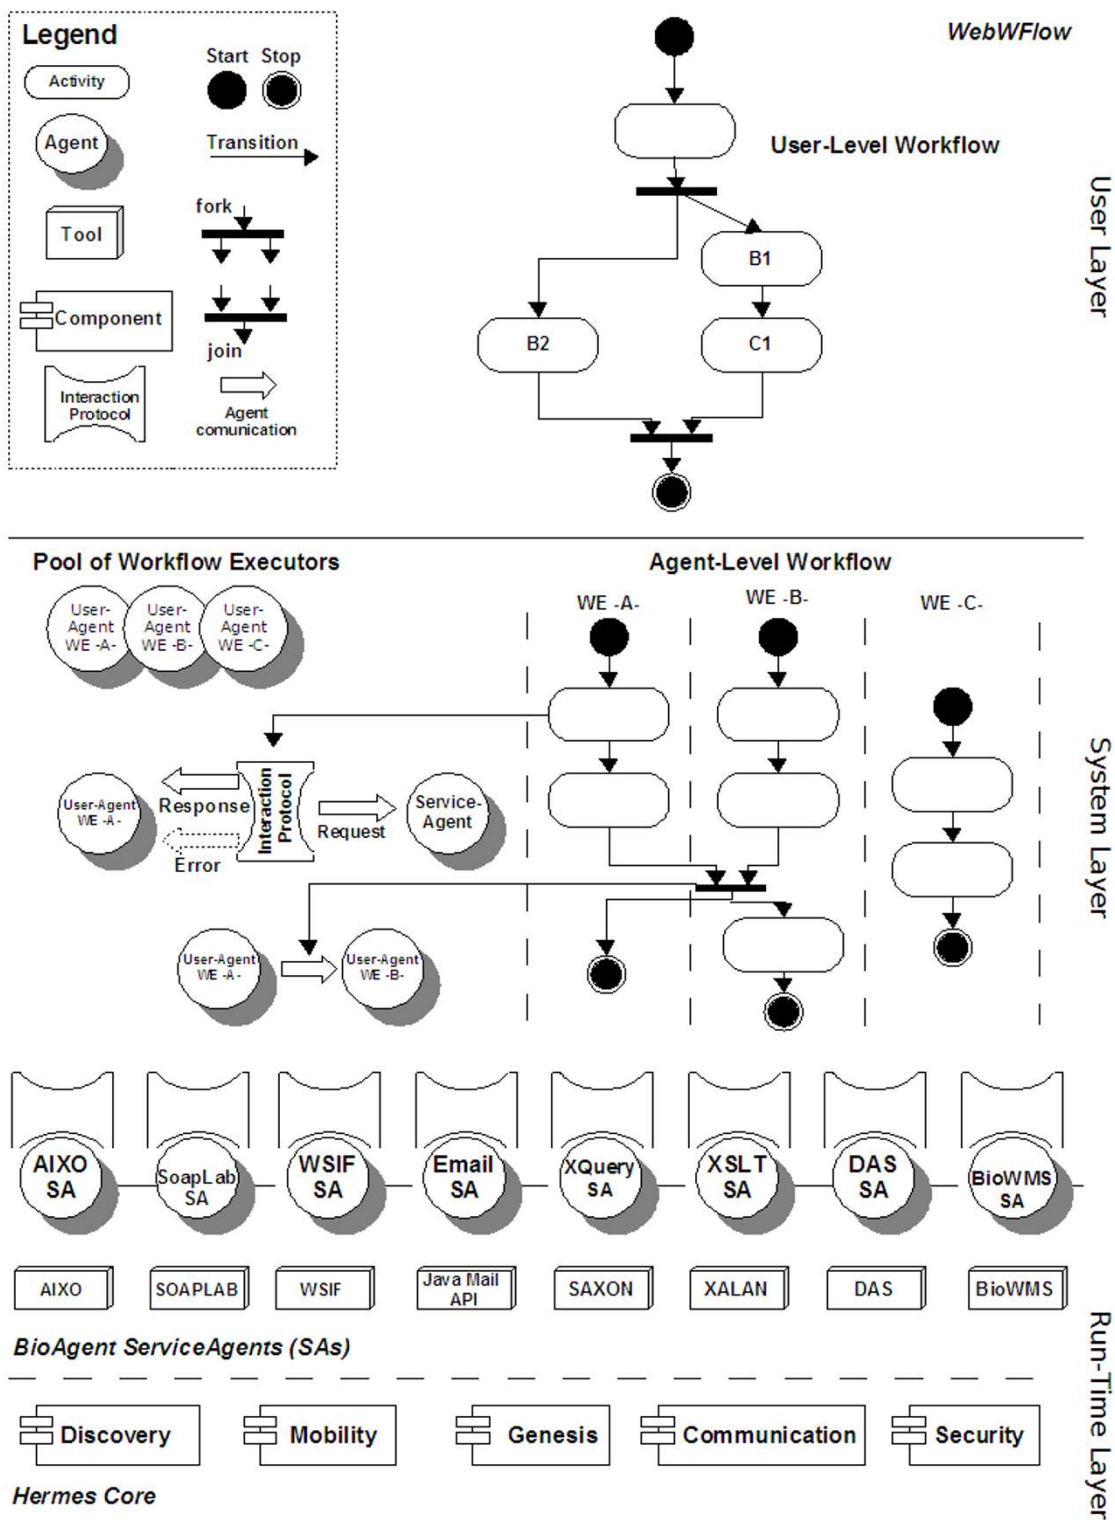 Legend
Activity
Agent
Tool
Component
Interaction
Protocol
Start
Stop
Transition
fork
join
Agent
comunication
WebWFlow
User-Level Workflow
B1
B2
C1
User Layer
Pool of Workflow Executors
User-
Agent
WE -A-
User-
Agent
WE -B-
User-
Agent
WE -C-
Agent-Level Workflow
WE -A-
WE -B-
WE -C-
User-Agent
WE -A-
Response
Error
Interaction
Protocol
Request
Service-
Agent
User-Agent
WE -A-
User-Agent
WE -B-
System Layer
AIXO
SA
SoapLab
SA
WSIF
SA
Email
SA
XQuery
SA
XSLT
SA
DAS
SA
BioWMS
SA
AIXO
SOAPLAB
WSIF
Java Mail
API
SAXON
XALAN
DAS
BioWMS
BioAgent ServiceAgents (SAs)
Discovery
Mobility
Genesis
Communication
Security
Hermes Core
Run-Time Layer